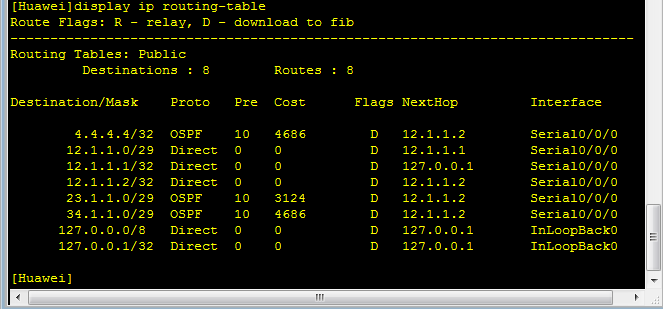 [Huawei]display ip routing-table
Route Flags: R - relay, D - download to fib
------------------------------------------------------------------------------
Routing Tables: Public
         Destinations : 8        Routes : 8

Destination/Mask    Proto   Pre  Cost      Flags NextHop         Interface

        4.4.4.4/32  OSPF    10   4686        D   12.1.1.2        Serial0/0/0
       12.1.1.0/29  Direct  0    0           D   12.1.1.1        Serial0/0/0
       12.1.1.1/32  Direct  0    0           D   127.0.0.1       Serial0/0/0
       12.1.1.2/32  Direct  0    0           D   12.1.1.2        Serial0/0/0
       23.1.1.0/29  OSPF    10   3124        D   12.1.1.2        Serial0/0/0
       34.1.1.0/29  OSPF    10   4686        D   12.1.1.2        Serial0/0/0
      127.0.0.0/8   Direct  0    0           D   127.0.0.1       InLoopBack0
      127.0.0.1/32  Direct  0    0           D   127.0.0.1       InLoopBack0

[Huawei]